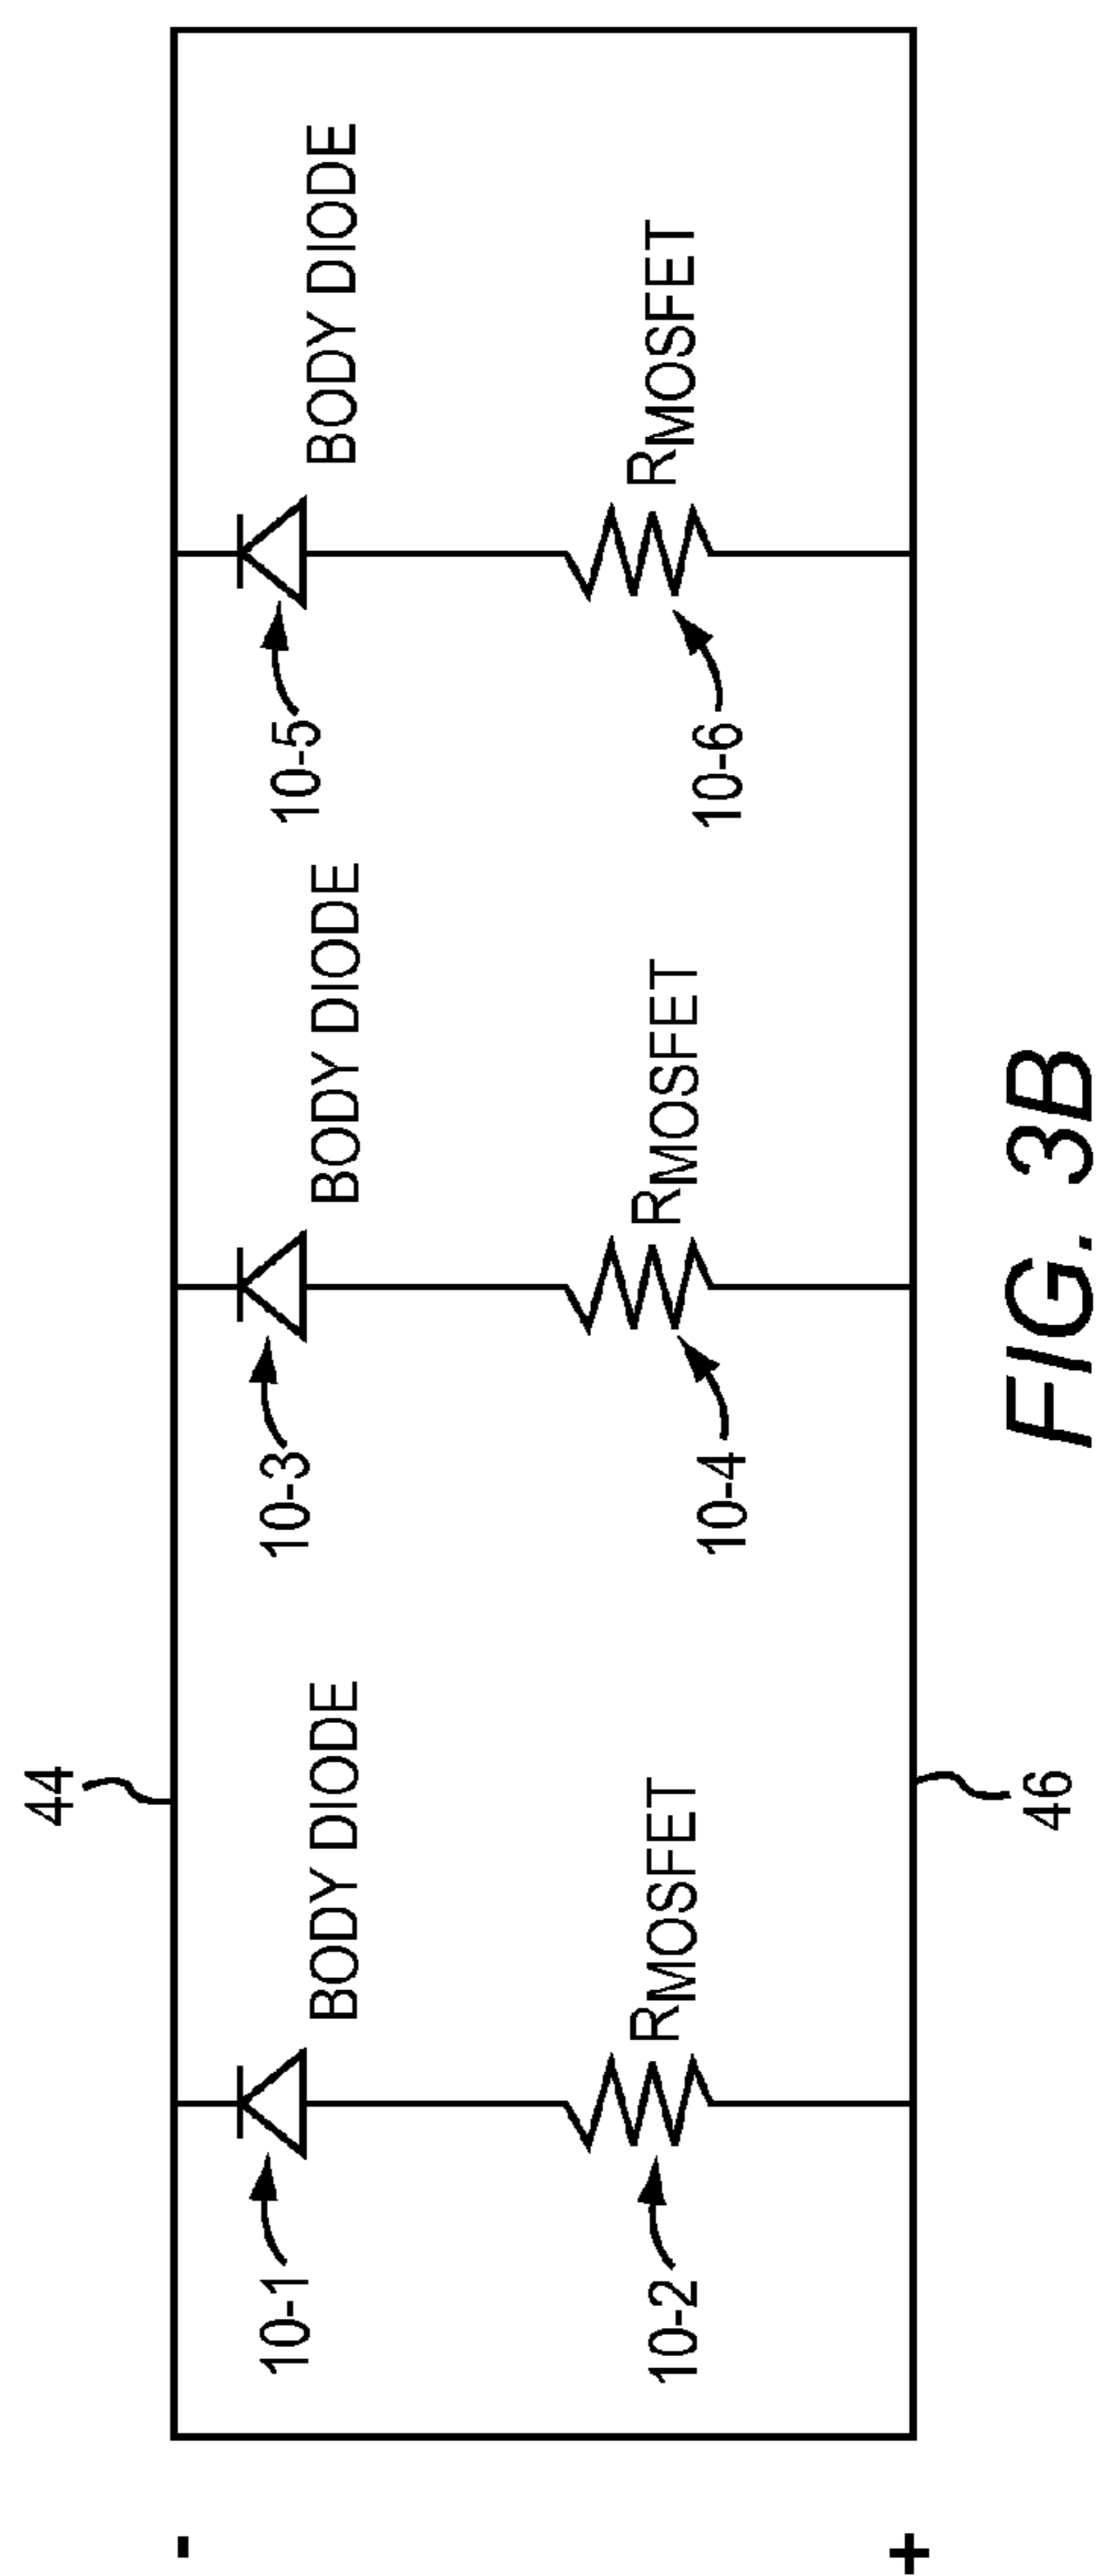 44
-
10-1
BODY DIODE
10-3
BODY DIODE
10-5
BODY DIODE
10-2
RMOSFET
10-4
RMOSFET
10-6
RMOSFET
+
46
FIG. 3B